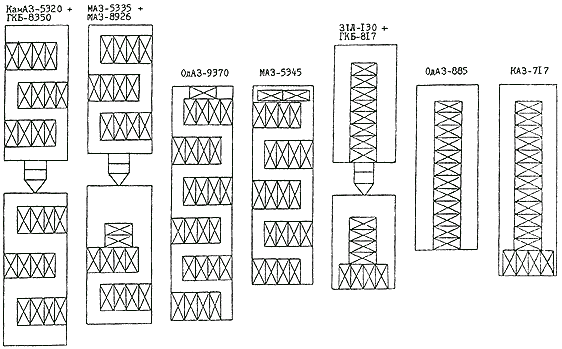 КамАЗ-5320 +
ГКБ-8350
МАЗ-5335 +
МАЗ-8926
ОдАЗ-9370
МАЗ-5245
ЗИЛ-130 +
ГКБ-817
ОдАЗ-885
КАЗ-717